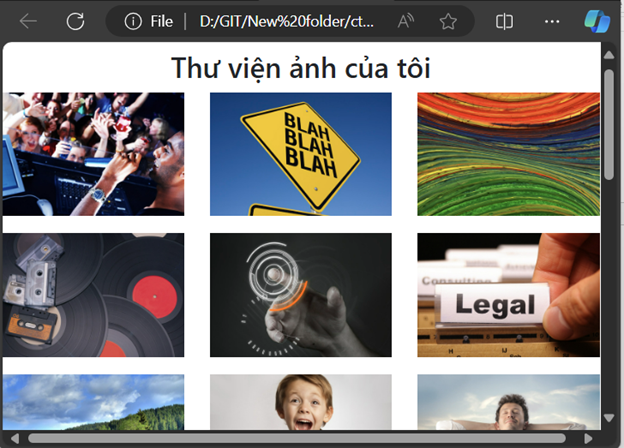 File | D:/GIT/New%20folder/ct...
Thư viện ảnh của tôi
BLAH
BLAH
BLAH
Consulting
Legal